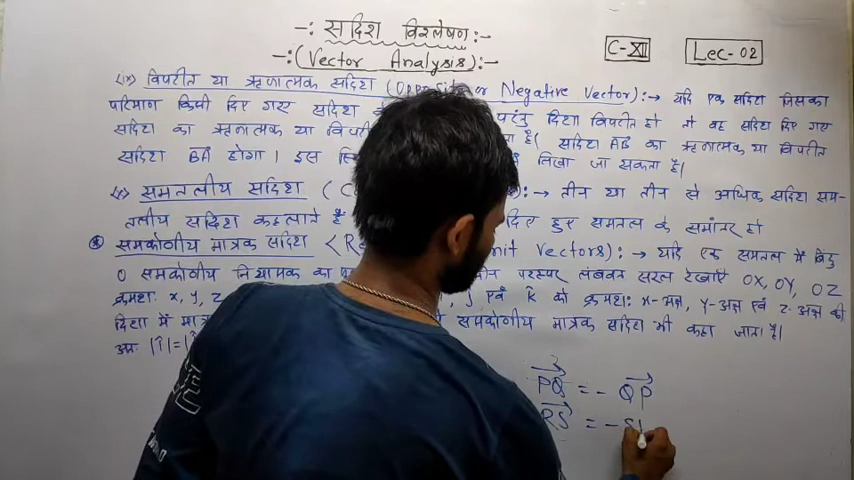 -: सदिश विश्लेषण :-
-: (Vector Analysis) :-
C-XII
Lec-02
(ix) विपरीत या ऋणात्मक सदिश (Opposite or Negative Vector) :→ यदि एक सदिश जिसका
परिमाण किसी दिए गए सदिश के परंतु दिशा विपरीत हो तो वह सदिश दिए गए
सदिश का ऋणात्मक या विपरीत है। सदिश AB का ऋणात्मक या विपरीत
सदिश BA होगा। इस लिखा जा सकता है।
(x) समतलीय सदिश :→ तीन या तीन से अधिक सदिश सम-
तलीय सदिश कहलाते हैं दिए हुए समतल के समांतर हो
* समकोणीय मात्रक सदिश Unit Vectors) :→ यदि एक समतल में बिंदु
O समकोणीय निर्देशांक का परस्पर लंबवत सरल रेखाएँ OX, OY, OZ
क्रमशः x, y, z j एवं k̂ को क्रमशः x-अक्ष, y-अक्ष एवं z-अक्ष की
दिशा में समकोणीय मात्रक सदिश भी कहा जाता है।
अतः |î|=
PQ = - QP
RS = -